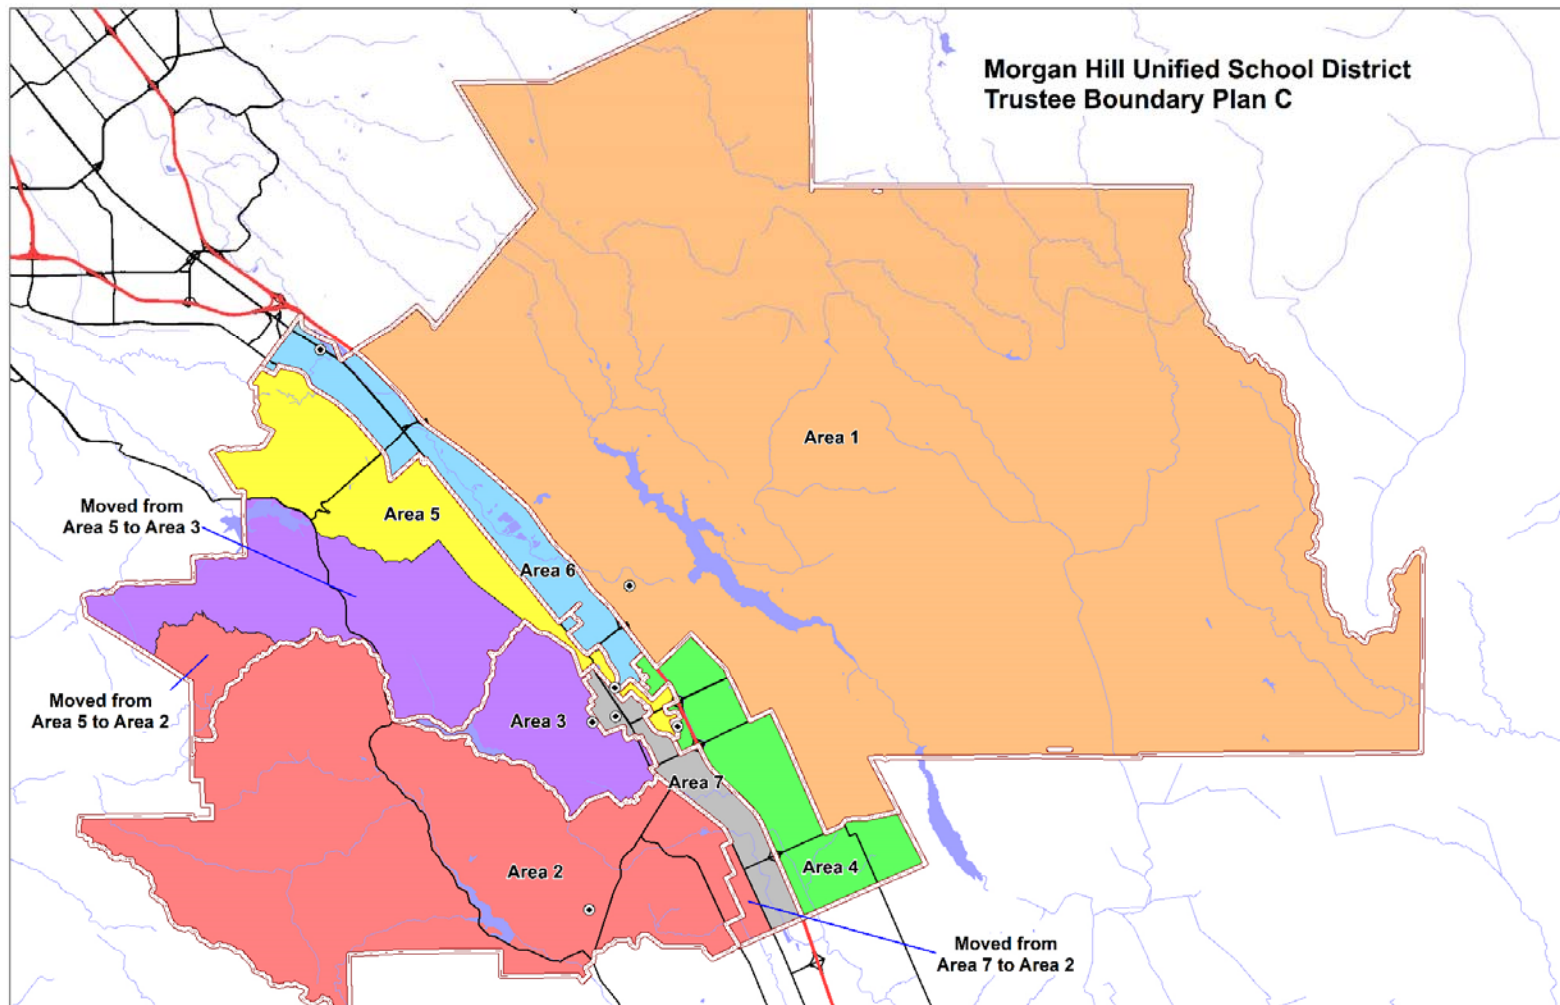 Morgan Hill Unified School District
Trustee Boundary Plan C
Area 1
Moved from
Area 5 to Area 3
Area 5
Area 6
Moved from
Area 5 to Area 2
Area 3
Area 7
Area 2
Area 4
Moved from
Area 7 to Area 2